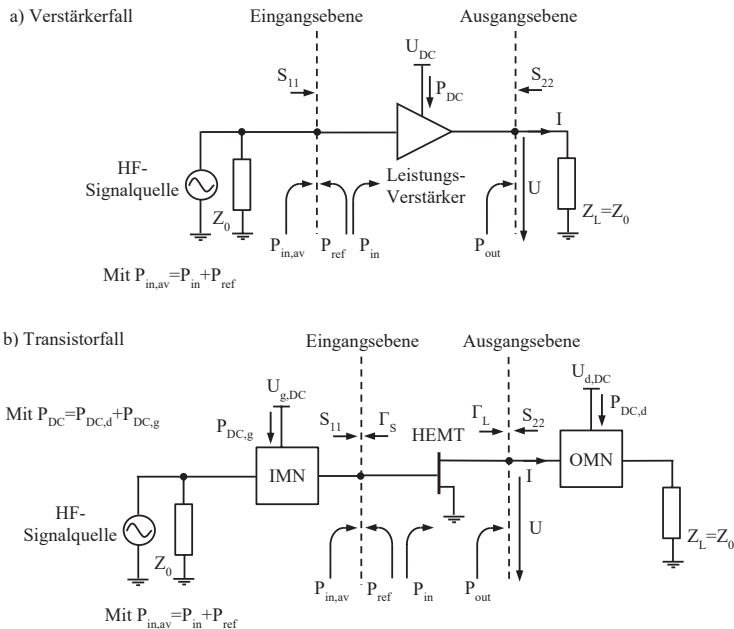 a) Verstärkerfall
Eingangsebene
Ausgangsebene
U_DC
S_11
P_DC
S_22
I
HF-
Signalquelle
Z_0
Leistungs-
Verstärker
U
Z_L=Z_0
P_in,av
P_ref
P_in
P_out
Mit P_in,av=P_in+P_ref
b) Transistorfall
Eingangsebene
Ausgangsebene
Mit P_DC=P_DC,d+P_DC,g
U_g,DC
P_DC,g
S_11
Γ_S
HEMT
Γ_L
S_22
U_d,DC
P_DC,d
IMN
OMN
I
HF-
Signalquelle
Z_0
U
Z_L=Z_0
P_in,av
P_ref
P_in
P_out
Mit P_in,av=P_in+P_ref